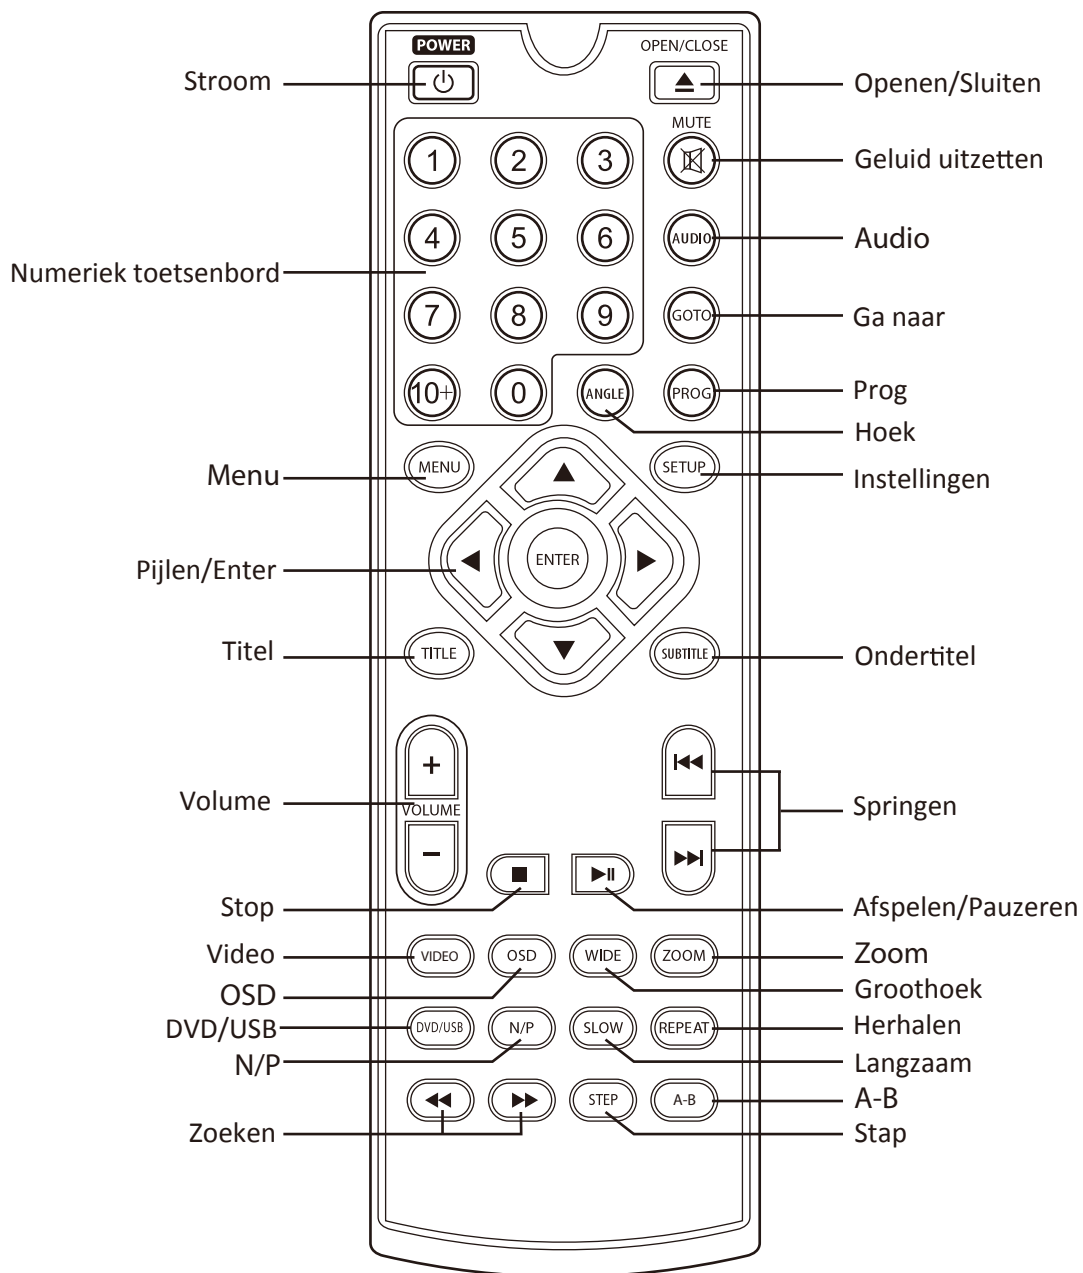 POWER
OPEN/CLOSE
Stroom
Openen/Sluiten
MUTE
1 2 3
Geluid uitzetten
4 5 6 AUDIO
Audio
Numeriek toetsenbord
7 8 9 GOTO
Ga naar
10+ 0 ANGLE PROG
Prog
Hoek
MENU
SETUP
Menu
Instellingen
ENTER
Pijlen/Enter
Titel
TITLE
SUBTITLE
Ondertitel
+
Volume
VOLUME
Springen
−
Stop
Afspelen/Pauzeren
Video
VIDEO OSD WIDE ZOOM
Zoom
OSD
Groothoek
DVD/USB
DVD/USB N/P SLOW REPEAT
Herhalen
N/P
Langzaam
STEP A-B
A-B
Zoeken
Stap